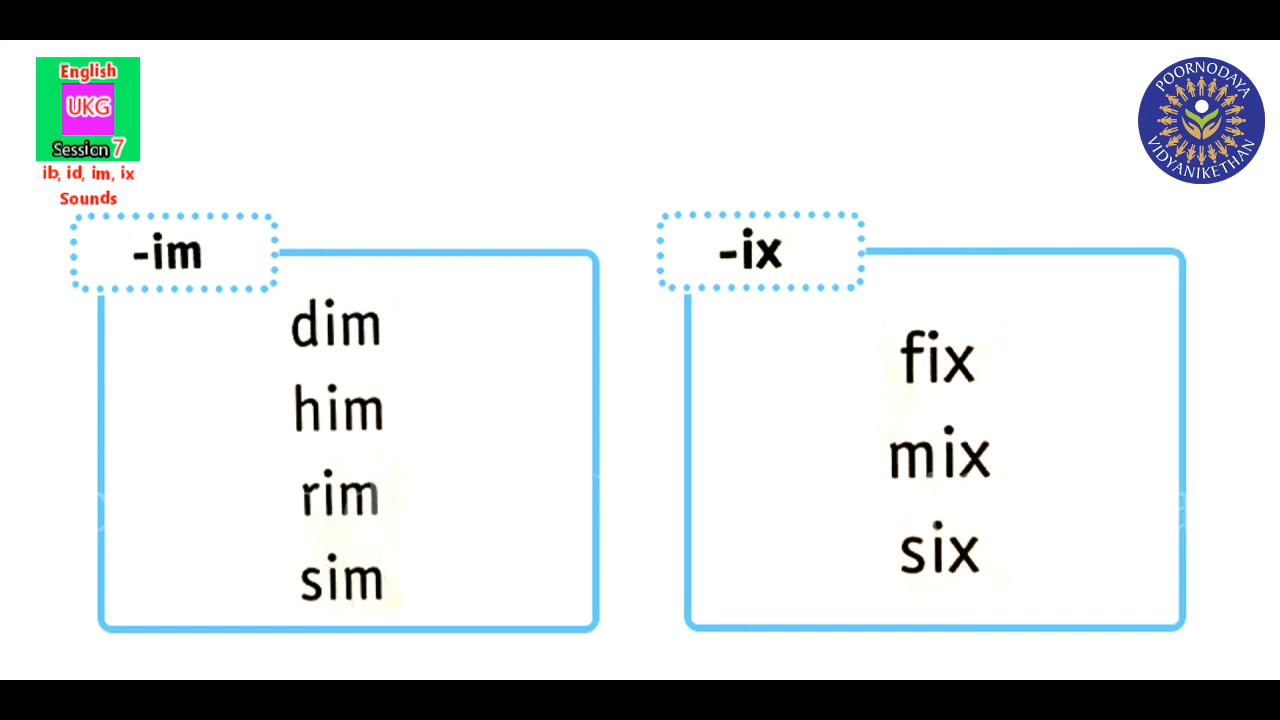 English
UKG
Session 7
ib, id, im, ix
Sounds
POORNODAYA
VIDYANIKETHAN
-im
dim
him
rim
sim
-ix
fix
mix
six